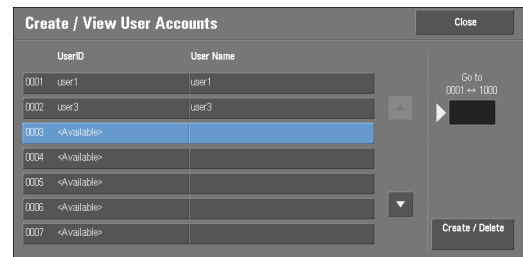 Create / View User Accounts
Close
UserID User Name
0001 user1 user1
0002 user3 user3
0003 <Available>
0004 <Available>
0005 <Available>
0006 <Available>
0007 <Available>
Go to
0001 ↔ 1000
Create / Delete